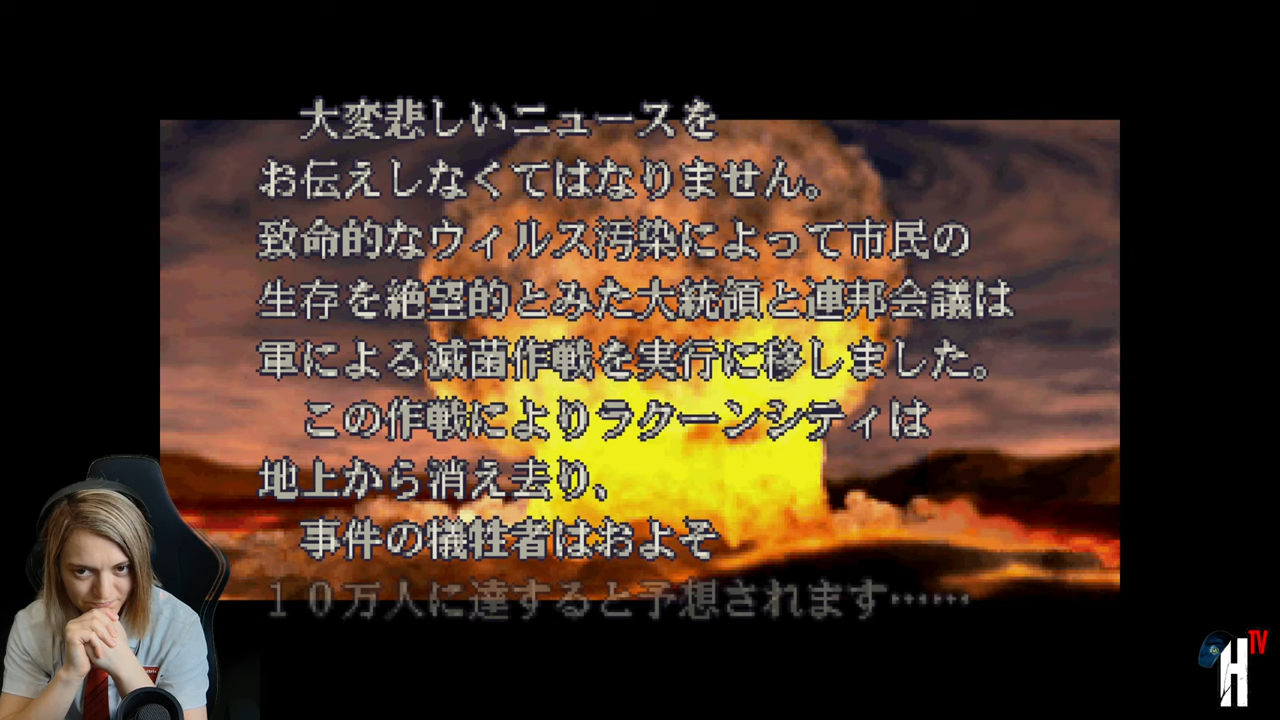 大変悲しいニュースを
お伝えしなくてはなりません。
致命的なウィルス汚染によって市民の
生存を絶望的とみた大統領と連邦会議は
軍による滅菌作戦を実行に移しました。
この作戦によりラクーンシティは
地上から消え去り、
事件の犠牲者はおよそ
１０万人に達すると予想されます……
H TV